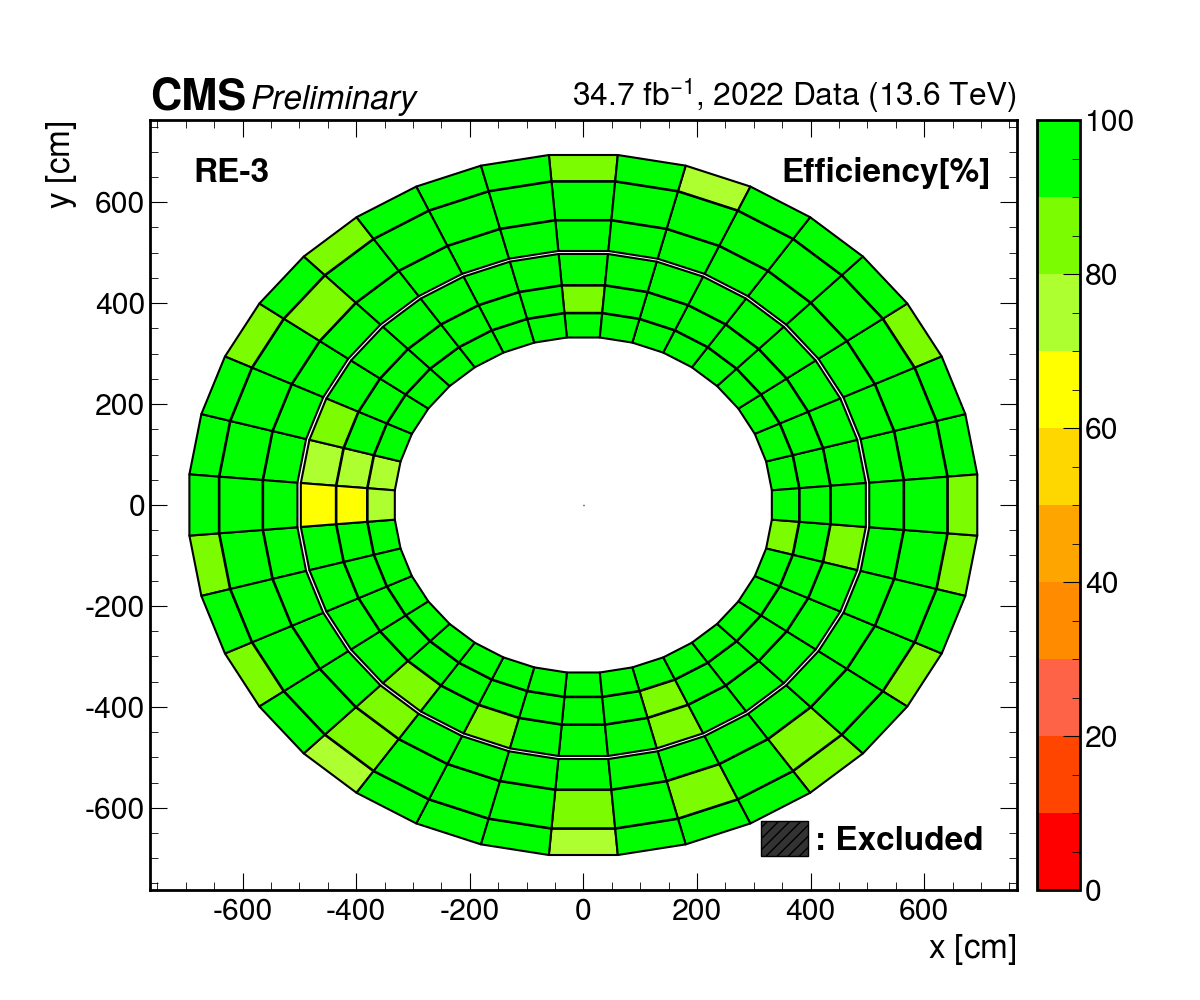 CMS Preliminary 34.7 fb⁻¹, 2022 Data (13.6 TeV)
y [cm]
RE-3
Efficiency[%]
600
400
200
0
-200
-400
-600
: Excluded
-600 -400 -200 0 200 400 600
x [cm]
100
80
60
40
20
0